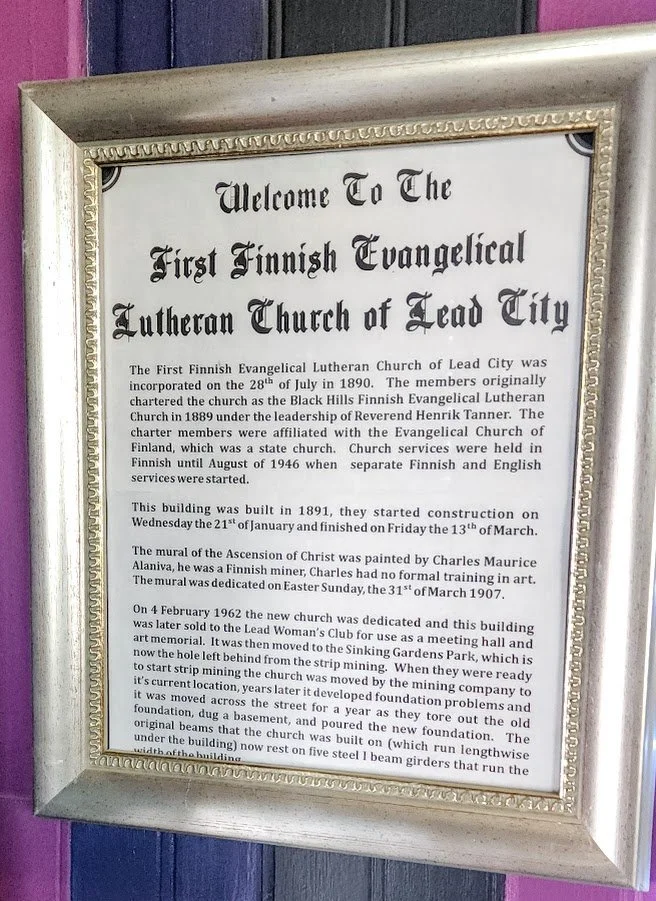 Welcome To The
First Finnish Evangelical
Lutheran Church of Lead City
The First Finnish Evangelical Lutheran Church of Lead City was
incorporated on the 28th of July in 1890. The members originally
chartered the church as the Black Hills Finnish Evangelical Lutheran
Church in 1889 under the leadership of Reverend Henrik Tanner. The
charter members were affiliated with the Evangelical Church of
Finland, which was a state church. Church services were held in
Finnish until August of 1946 when separate Finnish and English
services were started.
This building was built in 1891, they started construction on
Wednesday the 21st of January and finished on Friday the 13th of March.
The mural of the Ascension of Christ was painted by Charles Maurice
Alaniva, he was a Finnish miner, Charles had no formal training in art.
The mural was dedicated on Easter Sunday, the 31st of March 1907.
On 4 February 1962 the new church was dedicated and this building
was later sold to the Lead Woman's Club for use as a meeting hall and
art memorial. It was then moved to the Sinking Gardens Park, which is
now the hole left behind from the strip mining. When they were ready
to start strip mining the church was moved by the mining company to
it's current location, years later it developed foundation problems and
it was moved across the street for a year as they tore out the old
foundation, dug a basement, and poured the new foundation. The
original beams that the church was built on (which run lengthwise
under the building) now rest on five steel I beam girders that run the
width of the building